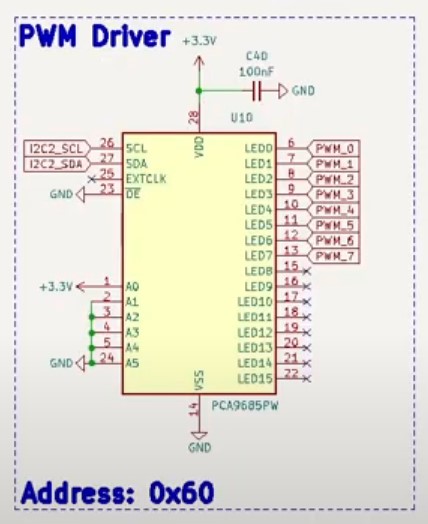 PWM Driver
+3.3V
C40
100nF
GND
U10
28
VDD
I2C2_SCL 26 SCL
I2C2_SDA 27 SDA
25 EXTCLK
GND 23 OE
LED0 6 PWM_0
LED1 7 PWM_1
LED2 8 PWM_2
LED3 9 PWM_3
LED4 10 PWM_4
LED5 11 PWM_5
LED6 12 PWM_6
LED7 13 PWM_7
LED8 15
LED9 16
LED10 17
LED11 18
LED12 19
LED13 20
LED14 21
LED15 22
+3.3V 1 A0
2 A1
3 A2
4 A3
5 A4
GND 24 A5
VSS
14
PCA9685PW
GND
Address: 0x60